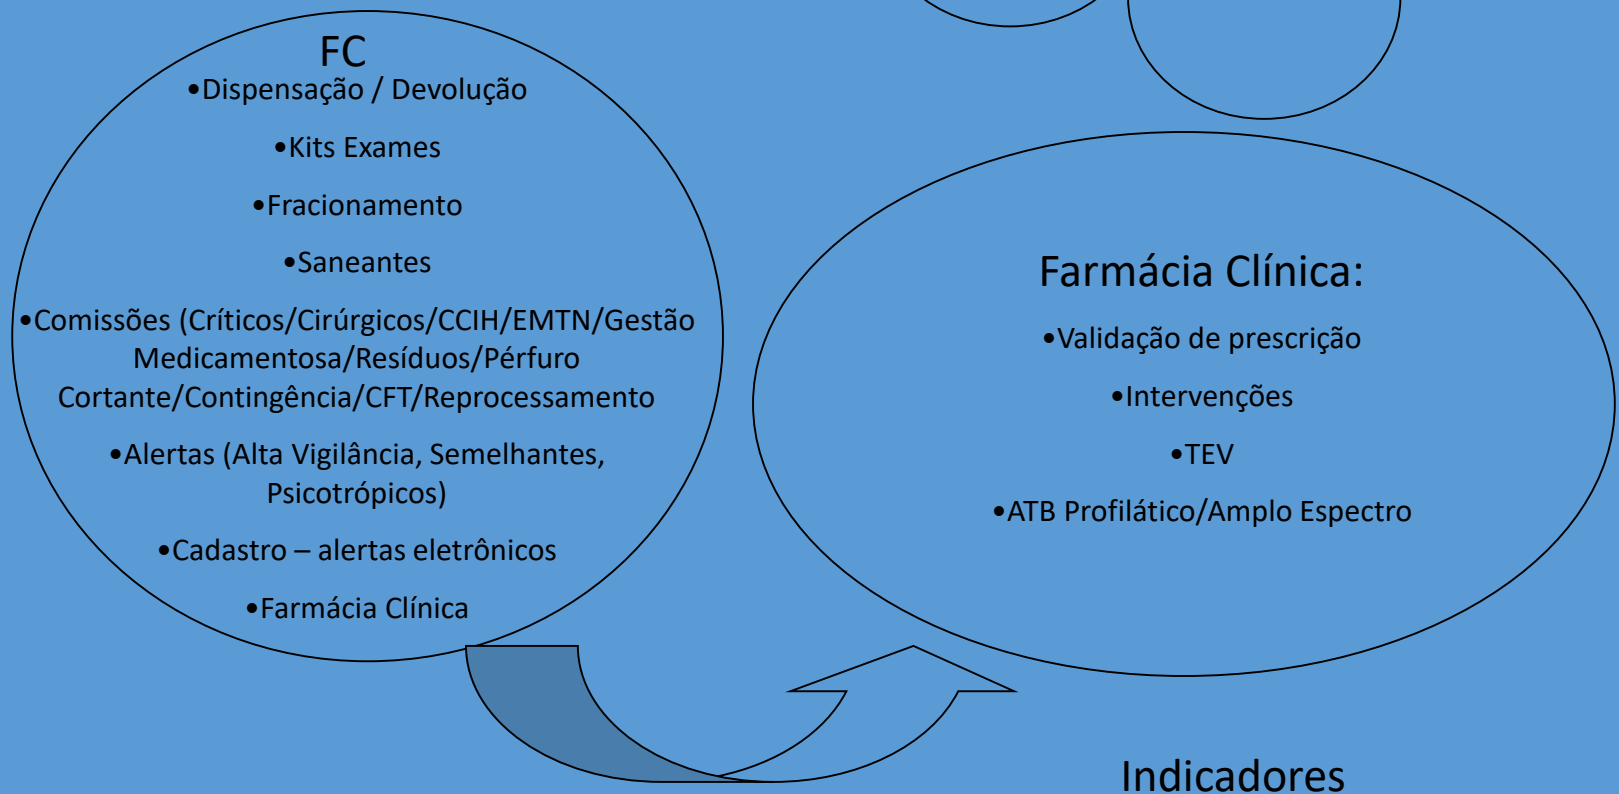 FC
•Dispensação / Devolução
•Kits Exames
•Fracionamento
•Saneantes
•Comissões (Críticos/Cirúrgicos/CCIH/EMTN/Gestão
Medicamentosa/Resíduos/Pérfuro
Cortante/Contingência/CFT/Reprocessamento
•Alertas (Alta Vigilância, Semelhantes,
Psicotrópicos)
•Cadastro – alertas eletrônicos
•Farmácia Clínica
Farmácia Clínica:
•Validação de prescrição
•Intervenções
•TEV
•ATB Profilático/Amplo Espectro
Indicadores